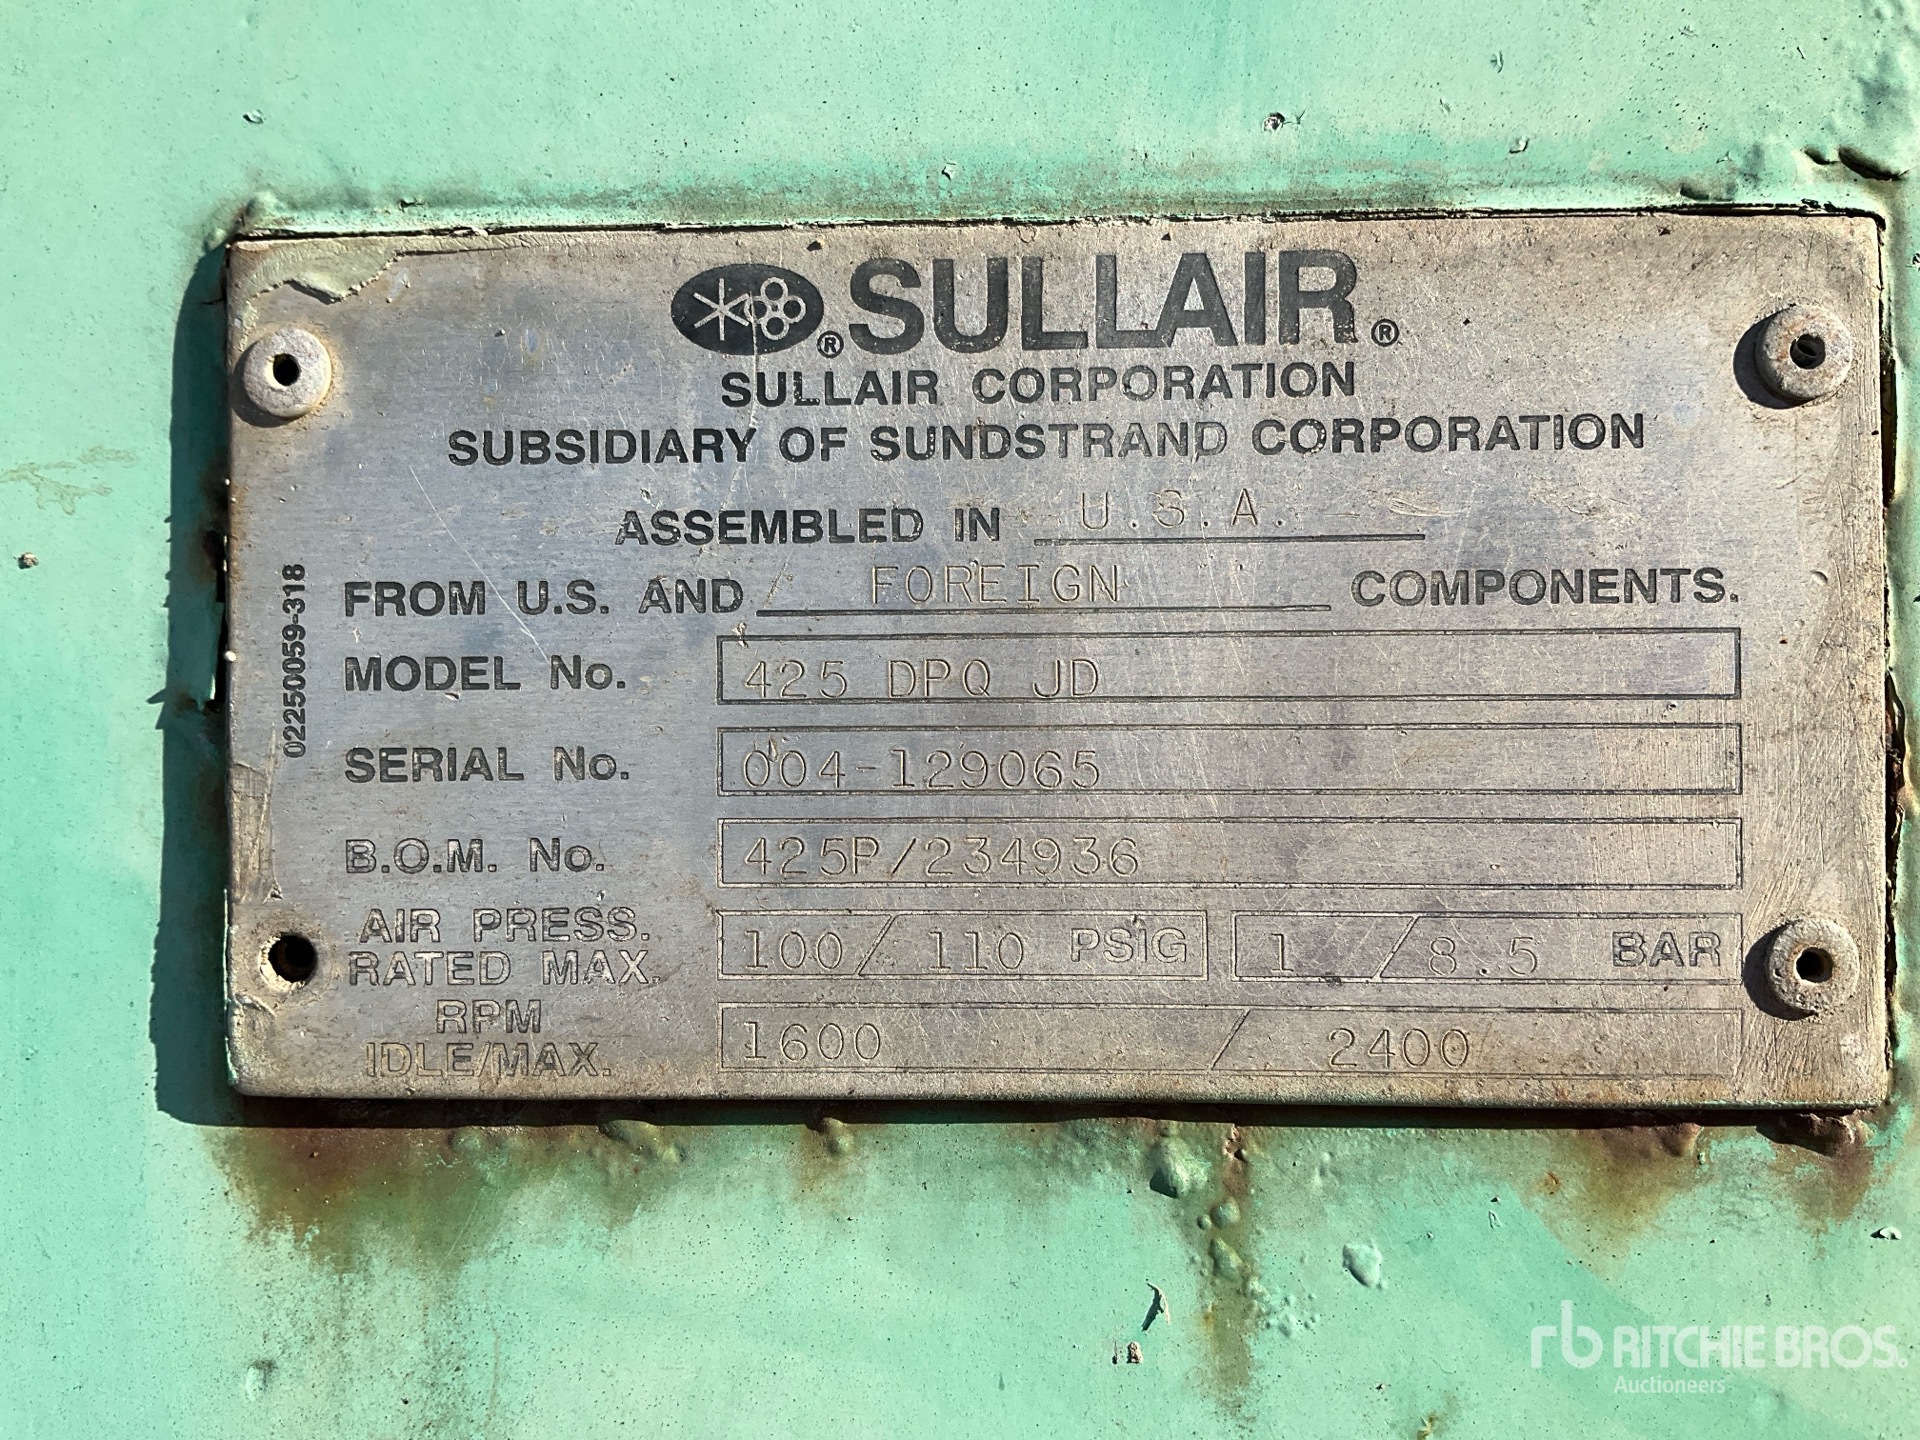 ® SULLAIR®
SULLAIR CORPORATION
SUBSIDIARY OF SUNDSTRAND CORPORATION
ASSEMBLED IN U.S.A.
FROM U.S. AND FOREIGN COMPONENTS.
MODEL No. 425 DPQ JD
SERIAL No. 004-129065
B.O.M. No. 425P/234936
AIR PRESS.
RATED MAX. 100 / 110 PSIG 1 / 8.5 BAR
RPM
IDLE/MAX. 1600 / 2400
02250059-318
rb RITCHIE BROS.
Auctioneers